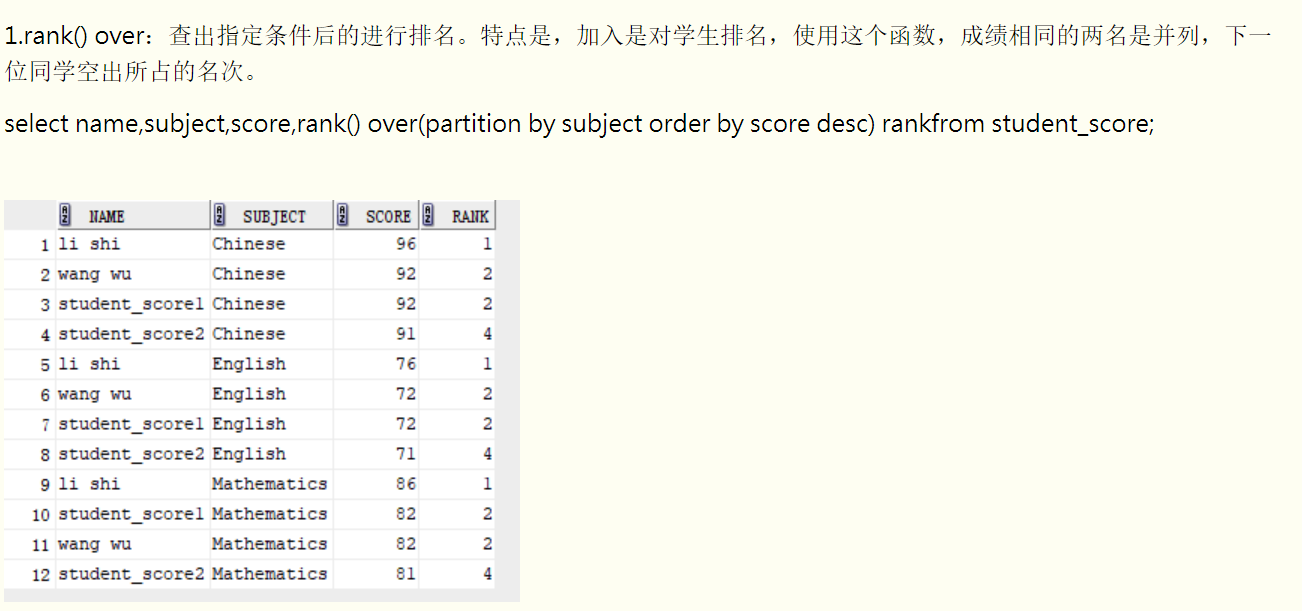 1.rank() over：查出指定条件后的进行排名。特点是，加入是对学生排名，使用这个函数，成绩相同的两名是并列，下一
位同学空出所占的名次。
select name,subject,score,rank() over(partition by subject order by score desc) rankfrom student_score;
NAME SUBJECT SCORE RANK
1 li shi Chinese 96 1
2 wang wu Chinese 92 2
3 student_score1 Chinese 92 2
4 student_score2 Chinese 91 4
5 li shi English 76 1
6 wang wu English 72 2
7 student_score1 English 72 2
8 student_score2 English 71 4
9 li shi Mathematics 86 1
10 student_score1 Mathematics 82 2
11 wang wu Mathematics 82 2
12 student_score2 Mathematics 81 4